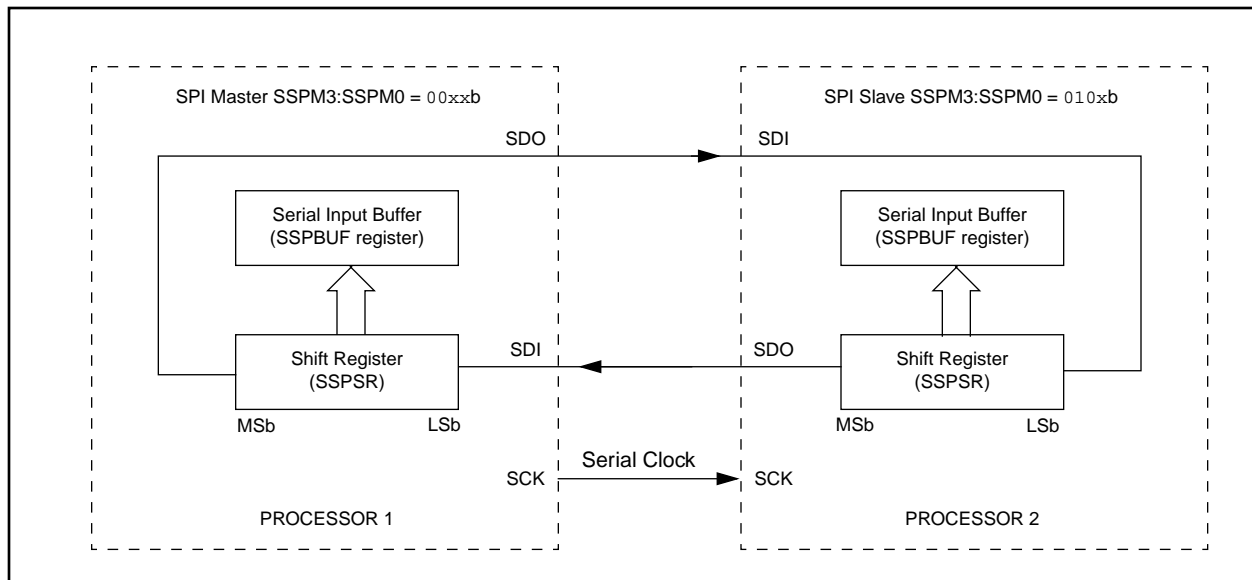 SPI Master SSPM3:SSPM0 = 00xxb
SPI Slave SSPM3:SSPM0 = 010xb
SDO
SDI
Serial Input Buffer
(SSPBUF register)
Serial Input Buffer
(SSPBUF register)
Shift Register
(SSPSR)
SDI
SDO
Shift Register
(SSPSR)
MSb
LSb
MSb
LSb
SCK
Serial Clock
SCK
PROCESSOR 1
PROCESSOR 2